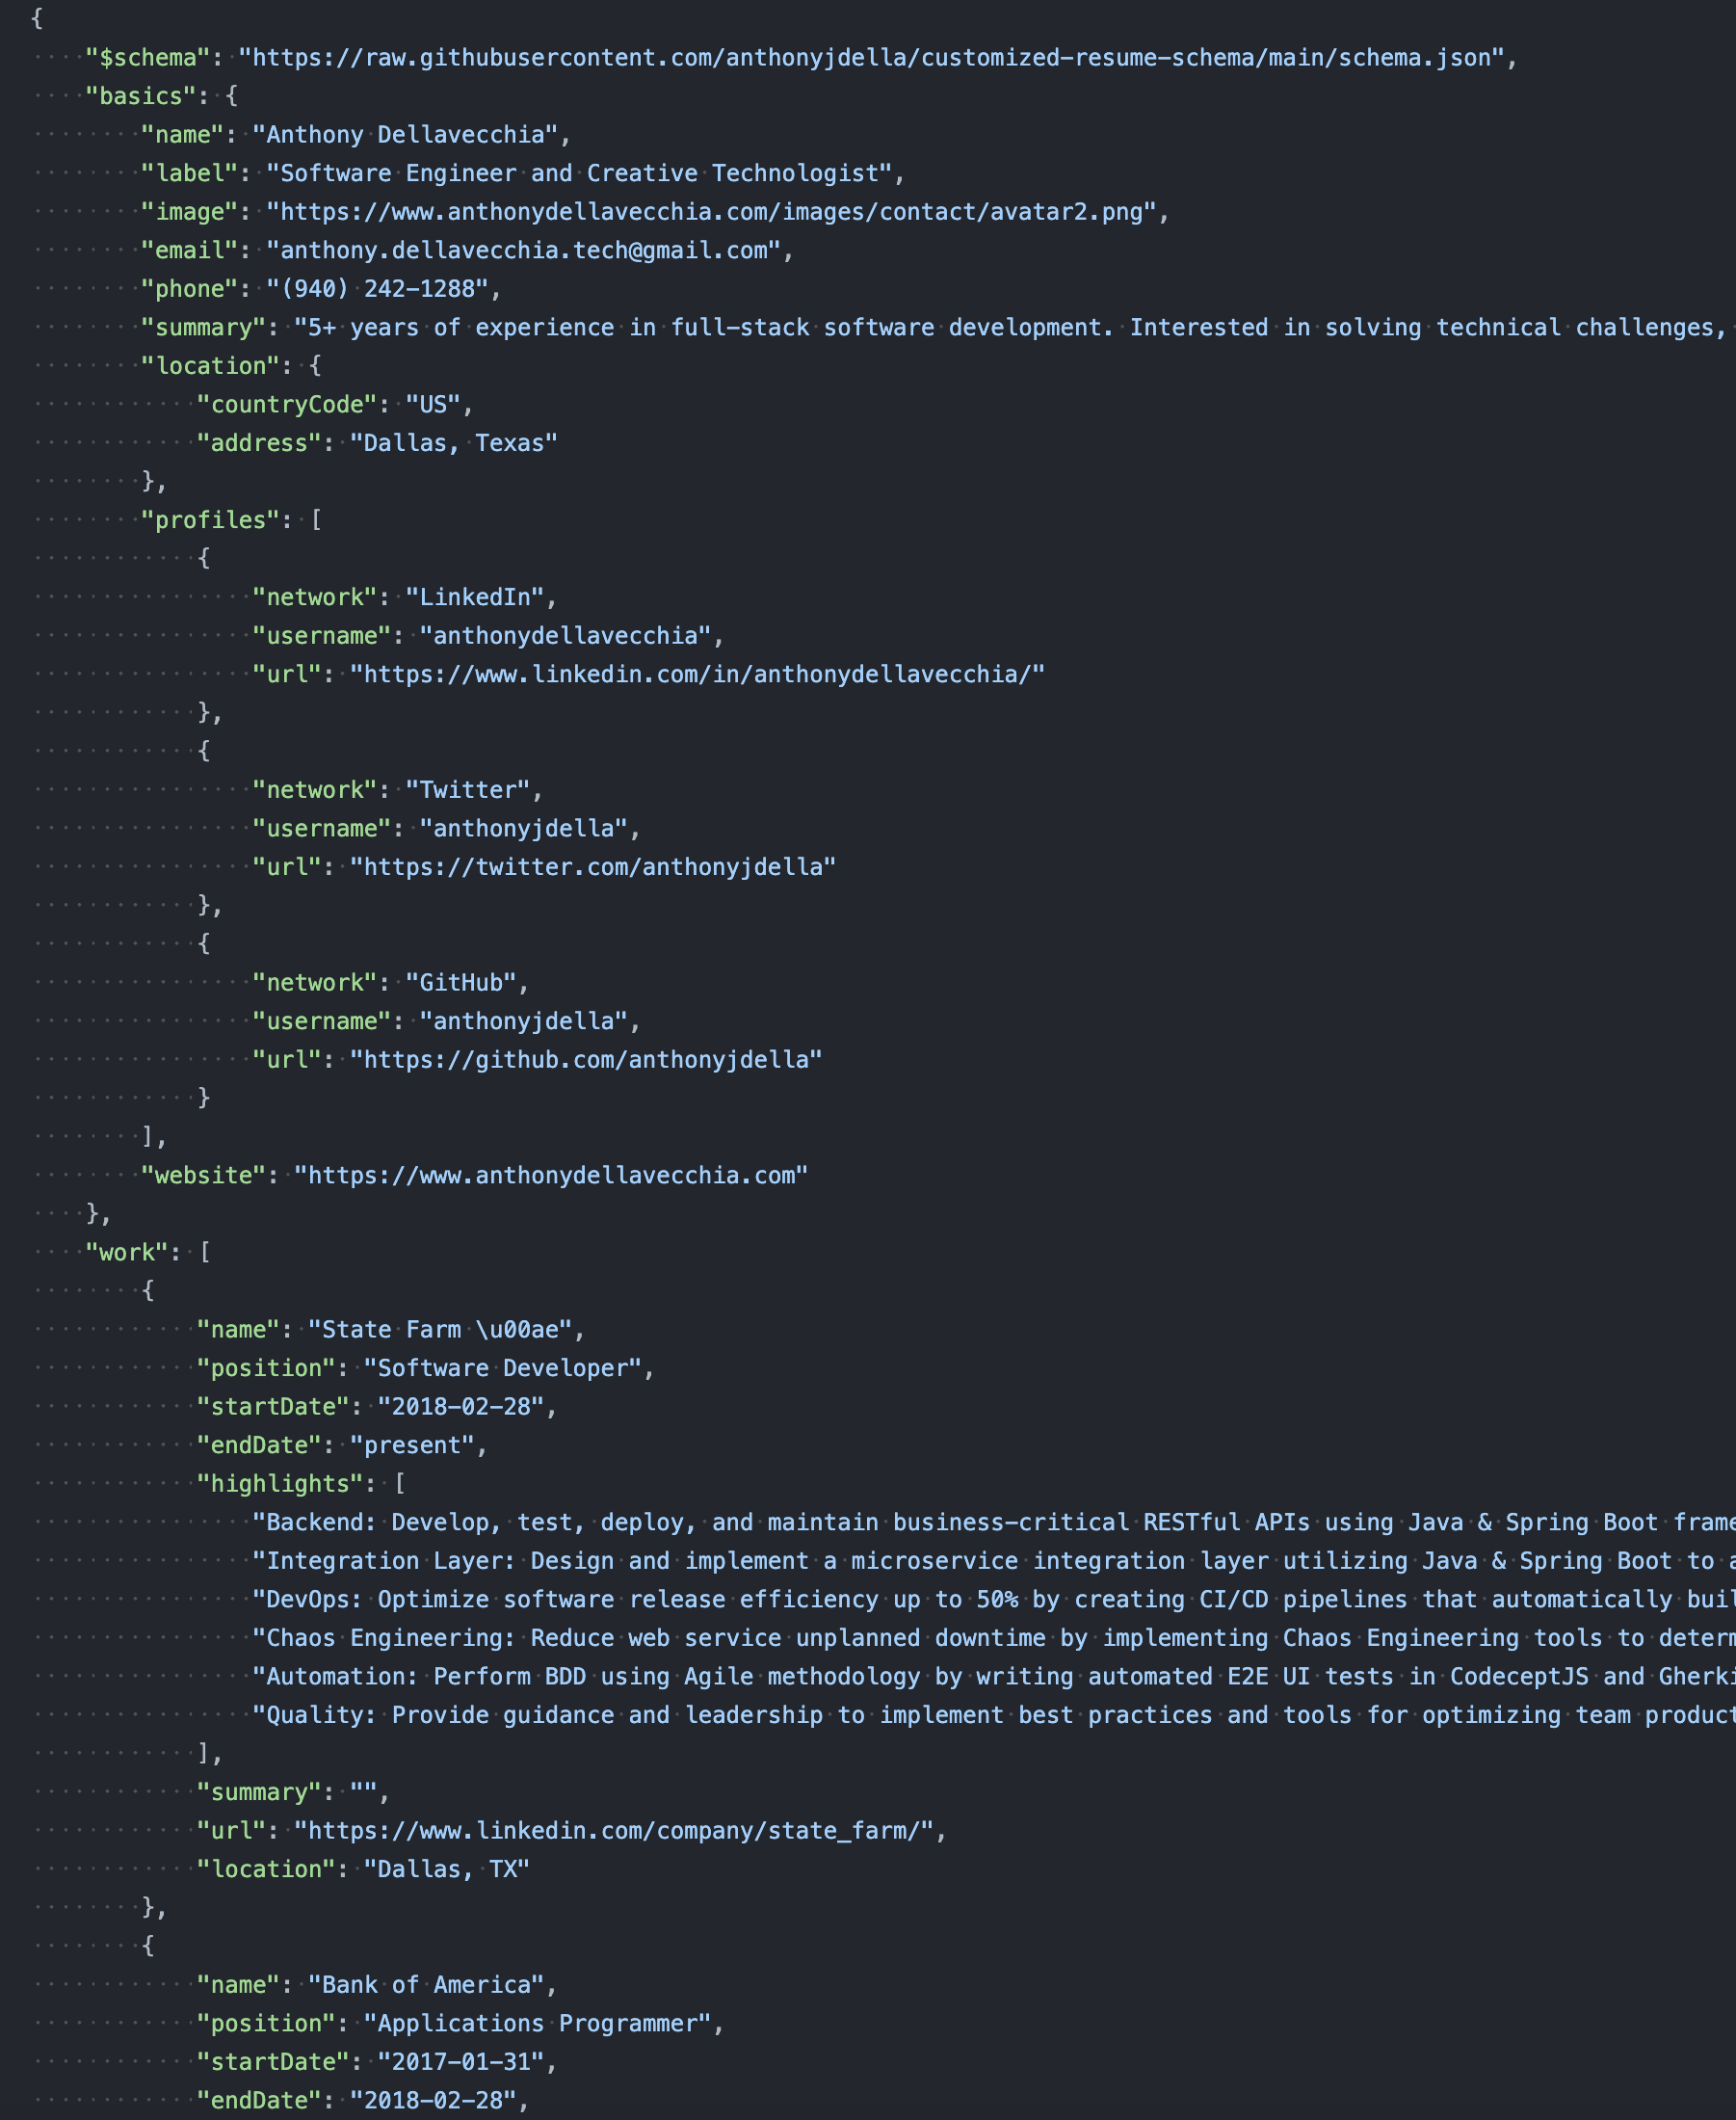 {
    "$schema": "https://raw.githubusercontent.com/anthonyjdella/customized-resume-schema/main/schema.json",
    "basics": {
        "name": "Anthony Dellavecchia",
        "label": "Software Engineer and Creative Technologist",
        "image": "https://www.anthonydellavecchia.com/images/contact/avatar2.png",
        "email": "anthony.dellavecchia.tech@gmail.com",
        "phone": "(940) 242-1288",
        "summary": "5+ years of experience in full-stack software development. Interested in solving technical challenges,
        "location": {
            "countryCode": "US",
            "address": "Dallas, Texas"
        },
        "profiles": [
            {
                "network": "LinkedIn",
                "username": "anthonydellavecchia",
                "url": "https://www.linkedin.com/in/anthonydellavecchia/"
            },
            {
                "network": "Twitter",
                "username": "anthonyjdella",
                "url": "https://twitter.com/anthonyjdella"
            },
            {
                "network": "GitHub",
                "username": "anthonyjdella",
                "url": "https://github.com/anthonyjdella"
            }
        ],
        "website": "https://www.anthonydellavecchia.com"
    },
    "work": [
        {
            "name": "State Farm \u00ae",
            "position": "Software Developer",
            "startDate": "2018-02-28",
            "endDate": "present",
            "highlights": [
                "Backend: Develop, test, deploy, and maintain business-critical RESTful APIs using Java & Spring Boot frame
                "Integration Layer: Design and implement a microservice integration layer utilizing Java & Spring Boot to a
                "DevOps: Optimize software release efficiency up to 50% by creating CI/CD pipelines that automatically buil
                "Chaos Engineering: Reduce web service unplanned downtime by implementing Chaos Engineering tools to determ
                "Automation: Perform BDD using Agile methodology by writing automated E2E UI tests in CodeceptJS and Gherki
                "Quality: Provide guidance and leadership to implement best practices and tools for optimizing team product
            ],
            "summary": "",
            "url": "https://www.linkedin.com/company/state_farm/",
            "location": "Dallas, TX"
        },
        {
            "name": "Bank of America",
            "position": "Applications Programmer",
            "startDate": "2017-01-31",
            "endDate": "2018-02-28",